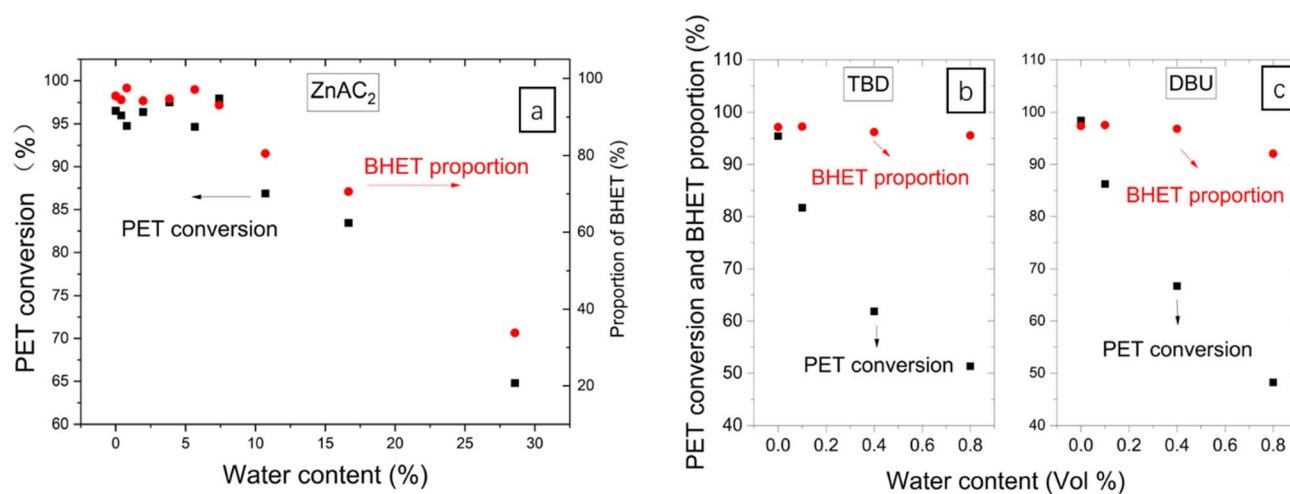 ZnAC2
a
100
95
90
85
80
75
70
65
60
PET conversion (%)
100
80
60
40
20
Proportion of BHET (%)
BHET proportion
PET conversion
0 5 10 15 20 25 30
Water content (%)
PET conversion and BHET proportion (%)
110
100
90
80
70
60
50
40
TBD
b
BHET proportion
PET conversion
0.0 0.2 0.4 0.6 0.8
110
100
90
80
70
60
50
40
DBU
c
BHET proportion
PET conversion
0.0 0.2 0.4 0.6 0.8
Water content (Vol %)